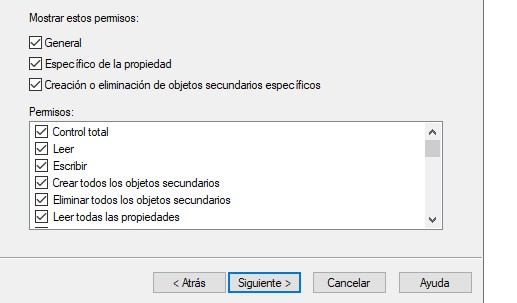 Mostrar estos permisos:
General
Específico de la propiedad
Creación o eliminación de objetos secundarios específicos
Permisos:
Control total
Leer
Escribir
Crear todos los objetos secundarios
Eliminar todos los objetos secundarios
Leer todas las propiedades
< Atrás Siguiente > Cancelar Ayuda